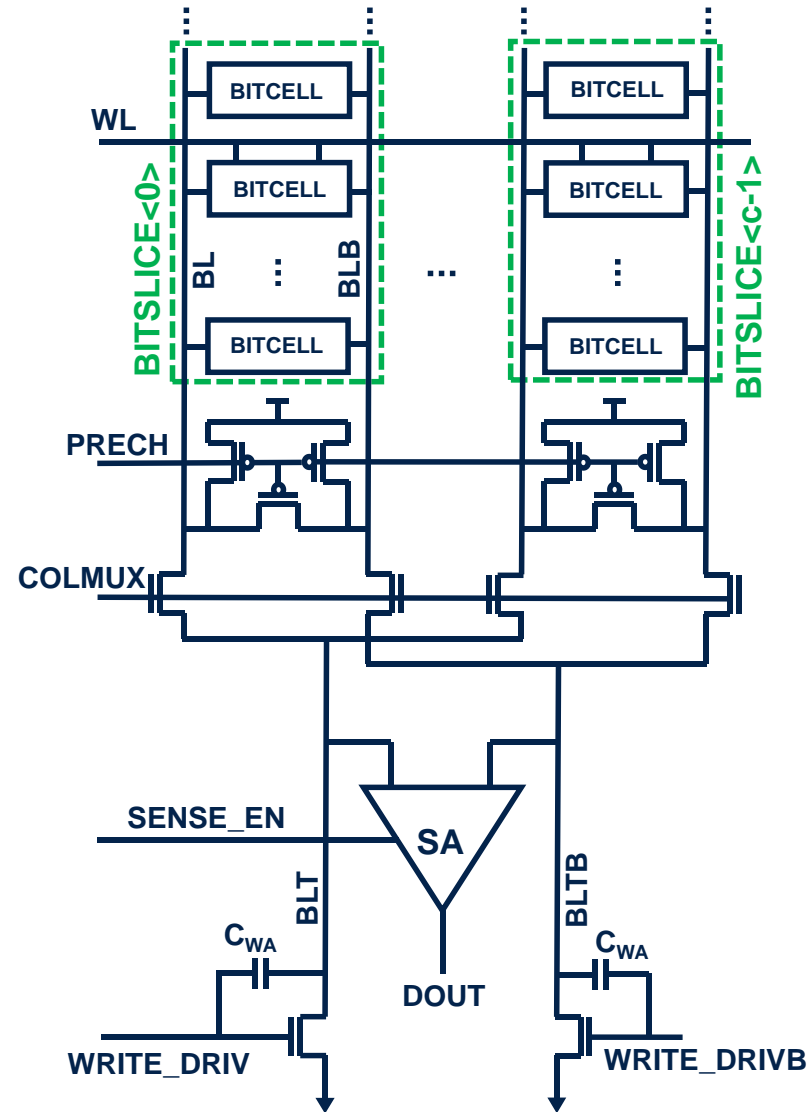 BITCELL
BITCELL
WL
BITCELL
BITCELL
BITSLICE<0>
BL
BLB
BITSLICE<c-1>
...
BITCELL
BITCELL
PRECH
COLMUX
SENSE_EN
SA
BLT
BLTB
CWA
CWA
DOUT
WRITE_DRIV
WRITE_DRIVB